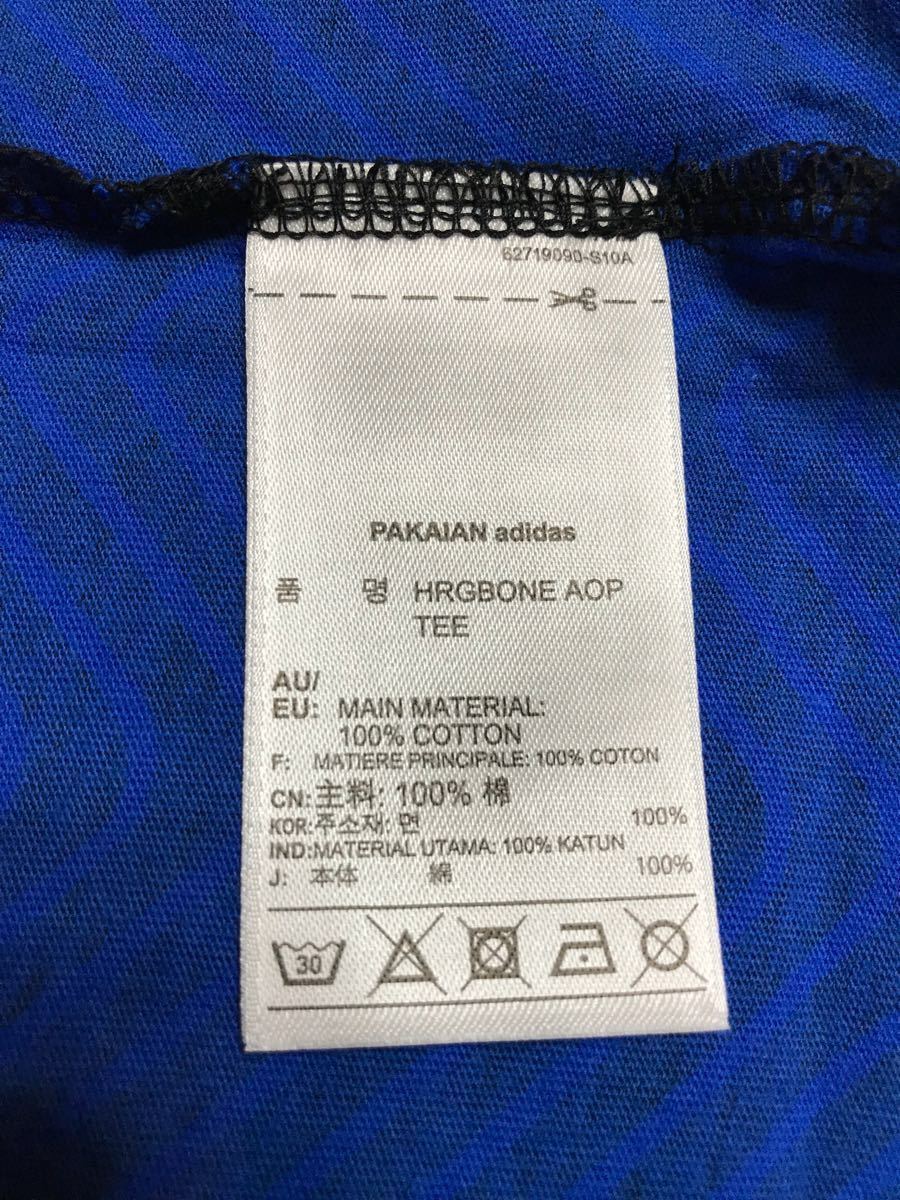 62719090-S10A
PAKAIAN adidas
품 명 HRGBONE AOP
TEE
AU/
EU: MAIN MATERIAL:
100% COTTON
F: MATIERE PRINCIPALE: 100% COTON
CN:主料: 100% 棉
KOR:주소재: 면 100%
IND:MATERIAL UTAMA: 100% KATUN
J: 本体 綿 100%
30